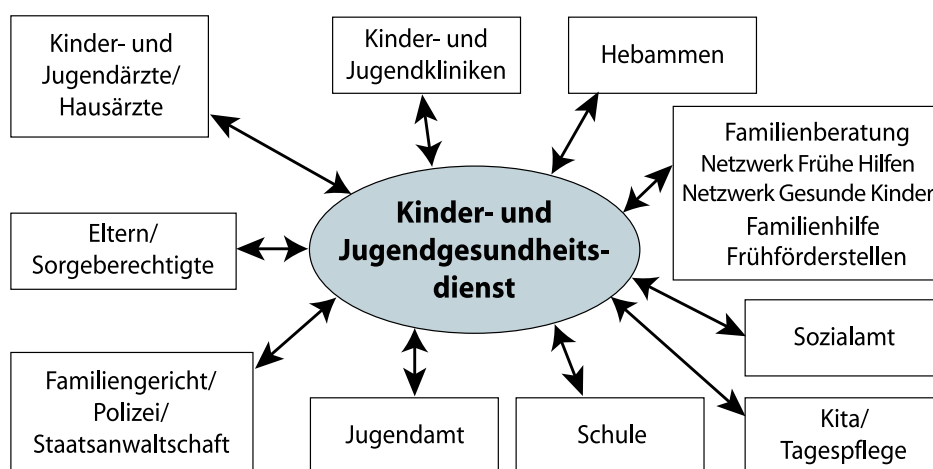 Kinder- und
Jugendärzte/
Hausärzte
Kinder- und
Jugendkliniken
Hebammen
Familienberatung
Netzwerk Frühe Hilfen
Netzwerk Gesunde Kinder
Familienhilfe
Frühförderstellen
Eltern/
Sorgeberechtigte
Kinder- und
Jugendgesundheits-
dienst
Sozialamt
Familiengericht/
Polizei/
Staatsanwaltschaft
Jugendamt
Schule
Kita/
Tagespflege